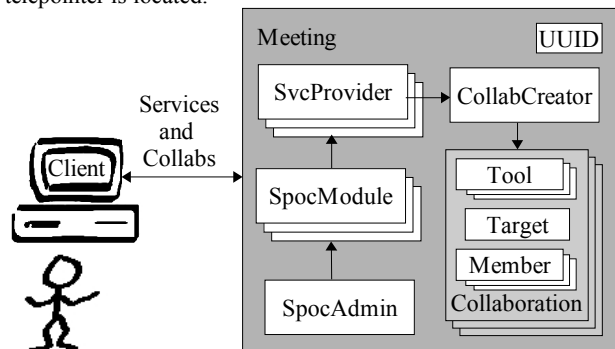 telepointer is located.
Meeting
UUID
SvcProvider
CollabCreator
Services
and
Collabs
Client
Tool
SpocModule
Target
Member
SpocAdmin
Collaboration